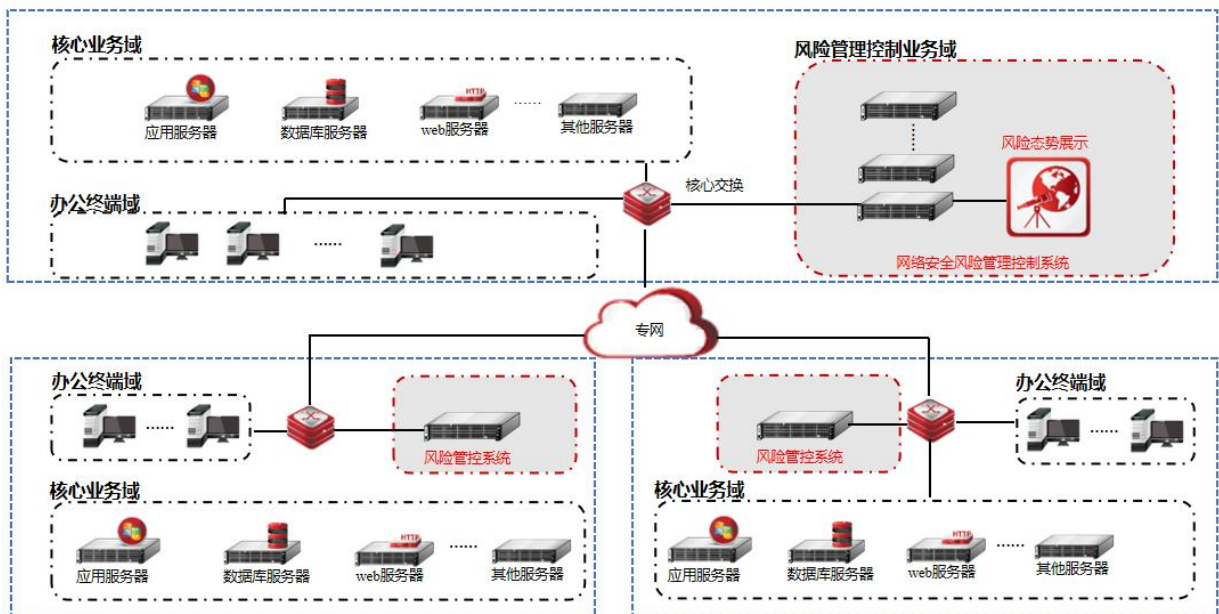 核心业务域
风险管理控制业务域
HTTP
......
应用服务器
数据库服务器
web服务器
其他服务器
风险态势展示
核心交换
办公终端域
......
网络安全风险管理控制系统
专网
办公终端域
......
风险管控系统
核心业务域
HTTP
......
应用服务器
数据库服务器
web服务器
其他服务器
办公终端域
......
风险管控系统
核心业务域
HTTP
......
应用服务器
数据库服务器
web服务器
其他服务器